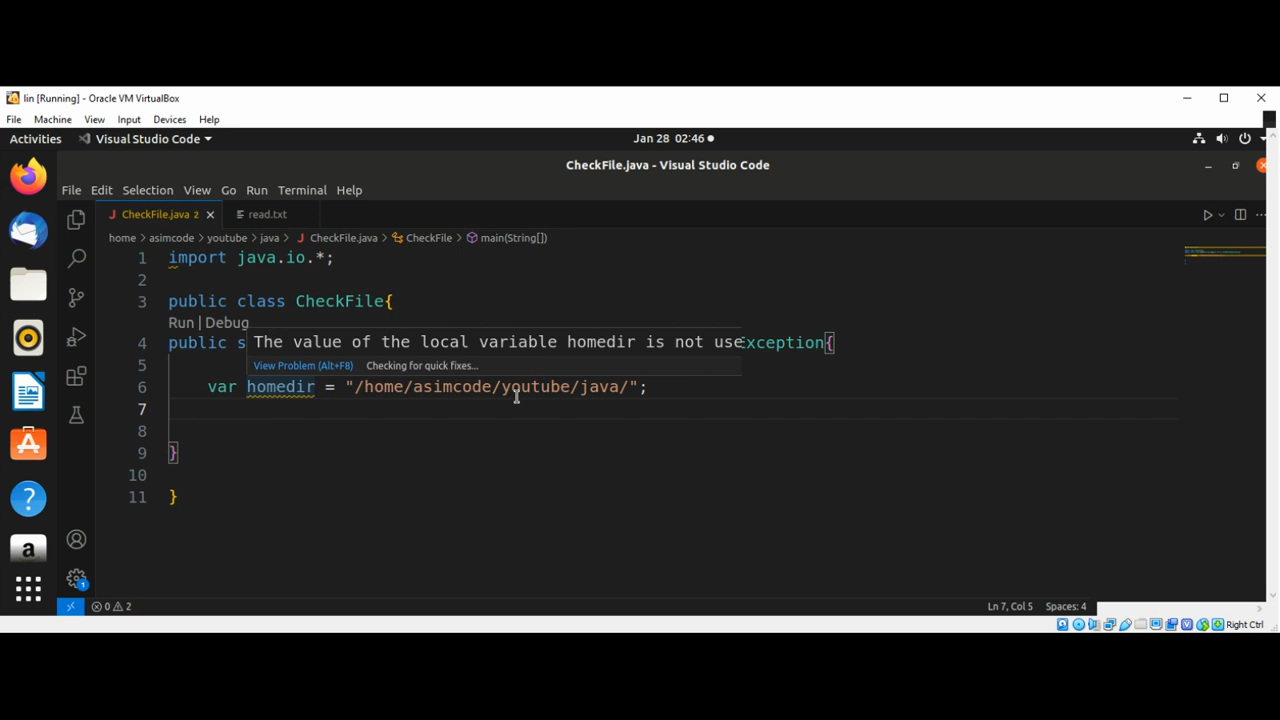 lin [Running] - Oracle VM VirtualBox
File Machine View Input Devices Help
Activities Visual Studio Code Jan 28 02:46
CheckFile.java - Visual Studio Code
File Edit Selection View Go Run Terminal Help
J CheckFile.java 2 read.txt
home > asimcode > youtube > java > J CheckFile.java > CheckFile > main(String[])
1 import java.io.*;
2
3 public class CheckFile{
Run | Debug
The value of the local variable homedir is not use
4 public s Exception{
View Problem (Alt+F8) Checking for quick fixes...
5
6 var homedir = "/home/asimcode/youtube/java/";
7
8
9 }
10
11 }
a
1
0 2 Ln 7, Col 5 Spaces: 4
Right Ctrl